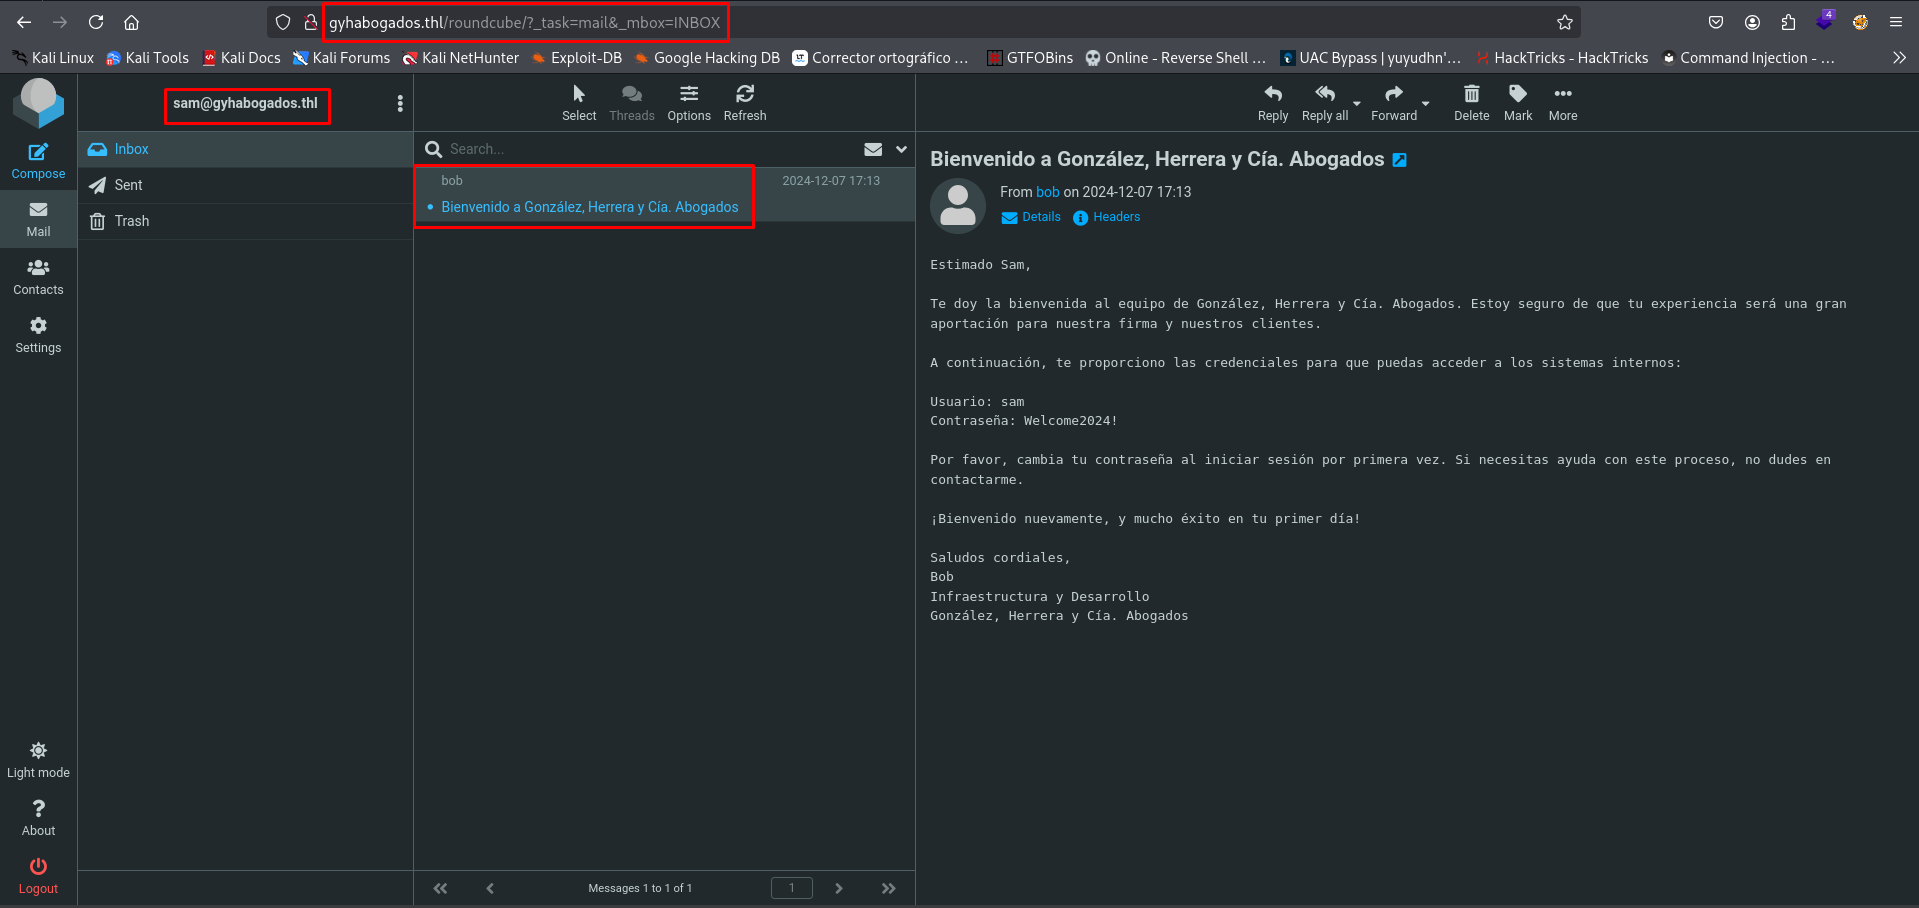 gyhabogados.thl/roundcube/?_task=mail&_mbox=INBOX
4
Kali Linux Kali Tools Kali Docs Kali Forums Kali NetHunter Exploit-DB Google Hacking DB Corrector ortográfico … GTFOBins Online - Reverse Shell … UAC Bypass | yuyudhn'… HackTricks - HackTricks Command Injection - …
sam@gyhabogados.thl
Compose
Mail
Contacts
Settings
Light mode
About
Logout
Inbox
Sent
Trash
Select Threads Options Refresh
Search...
bob 2024-12-07 17:13
Bienvenido a González, Herrera y Cía. Abogados
Messages 1 to 1 of 1
1
Reply Reply all Forward Delete Mark More
Bienvenido a González, Herrera y Cía. Abogados
From bob on 2024-12-07 17:13
Details Headers
Estimado Sam,
Te doy la bienvenida al equipo de González, Herrera y Cía. Abogados. Estoy seguro de que tu experiencia será una gran
aportación para nuestra firma y nuestros clientes.
A continuación, te proporciono las credenciales para que puedas acceder a los sistemas internos:
Usuario: sam
Contraseña: Welcome2024!
Por favor, cambia tu contraseña al iniciar sesión por primera vez. Si necesitas ayuda con este proceso, no dudes en
contactarme.
¡Bienvenido nuevamente, y mucho éxito en tu primer día!
Saludos cordiales,
Bob
Infraestructura y Desarrollo
González, Herrera y Cía. Abogados